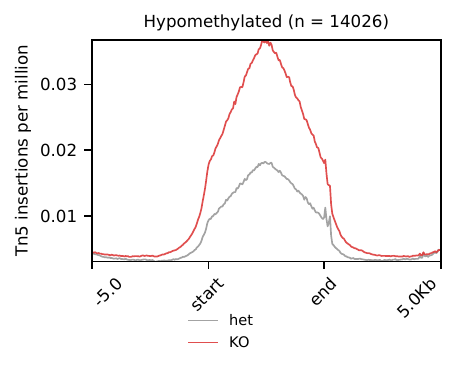 Hypomethylated (n = 14026)
Tn5 insertions per million
0.03
0.02
0.01
-5.0
start
end
5.0Kb
het
KO